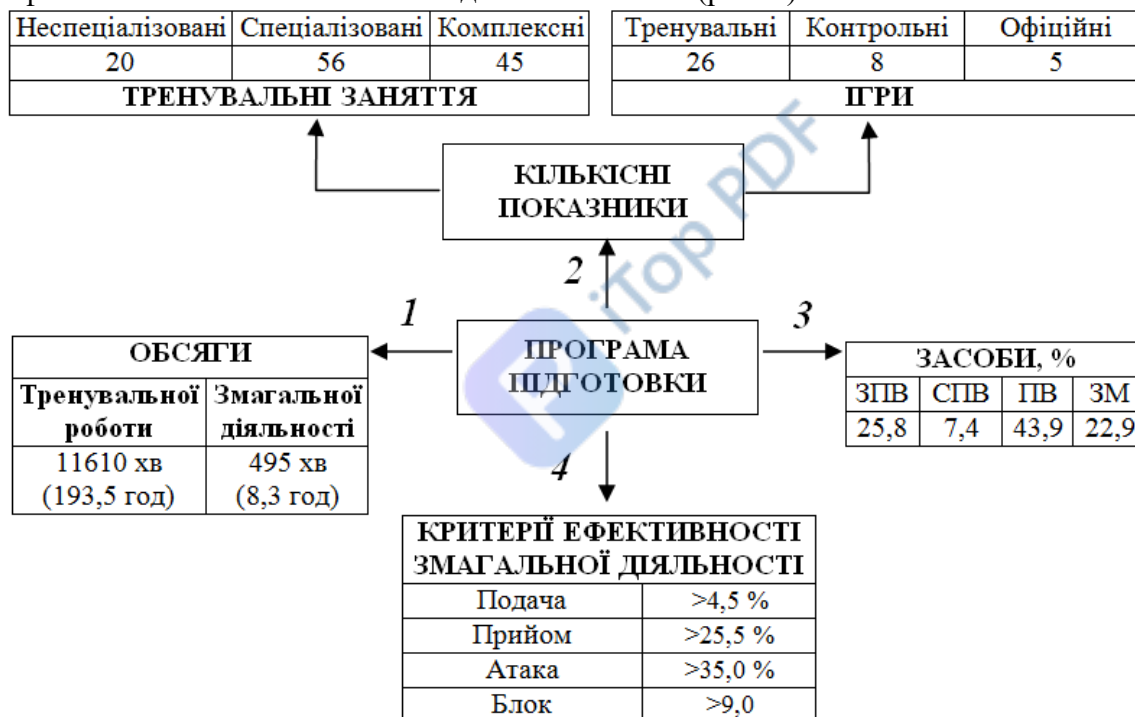 Неспеціалізовані Спеціалізовані Комплексні
20 56 45
ТРЕНУВАЛЬНІ ЗАНЯТТЯ
Тренувальні Контрольні Офіційні
26 8 5
ІГРИ
КІЛЬКІСНІ
ПОКАЗНИКИ
2
1
3
ПРОГРАМА
ПІДГОТОВКИ
ОБСЯГИ
Тренувальної Змагальної
роботи діяльності
11610 хв 495 хв
(193,5 год) (8,3 год)
ЗАСОБИ, %
ЗПВ СПВ ПВ ЗМ
25,8 7,4 43,9 22,9
4
КРИТЕРІЇ ЕФЕКТИВНОСТІ
ЗМАГАЛЬНОЇ ДІЯЛЬНОСТІ
Подача >4,5 %
Прийом >25,5 %
Атака >35,0 %
Блок >9,0
iTop PDF